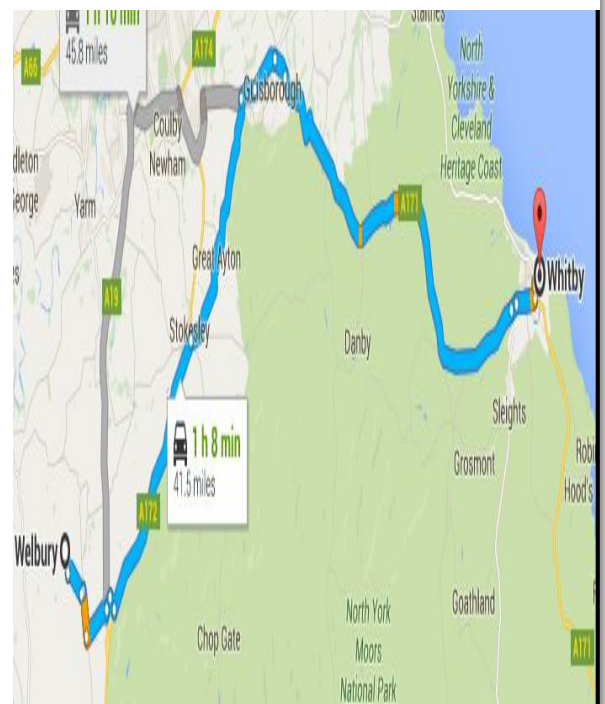 Staithes
1 h 10 min
45.8 miles
A66
A174
North
Yorkshire &
Cleveland
Heritage Coast
Guisborough
Coulby
Newham
dleton
eorge
Yarm
A171
Great Ayton
Whitby
A19
Stokesley
Danby
Sleights
1 h 8 min
41.5 miles
Grosmont
Robi
Hood's
A172
Welbury
Goathland
North York
Moors
National Park
Chop Gate
A171